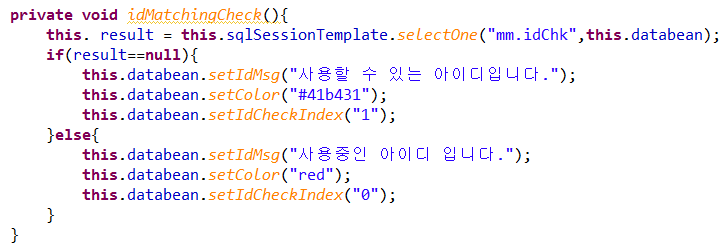 private void idMatchingCheck(){
    this. result = this.sqlSessionTemplate.selectOne("mm.idChk",this.databean);
    if(result==null){
        this.databean.setIdMsg("사용할 수 있는 아이디입니다.");
        this.databean.setColor("#41b431");
        this.databean.setIdCheckIndex("1");
    }else{
        this.databean.setIdMsg("사용중인 아이디 입니다.");
        this.databean.setColor("red");
        this.databean.setIdCheckIndex("0");
    }
}